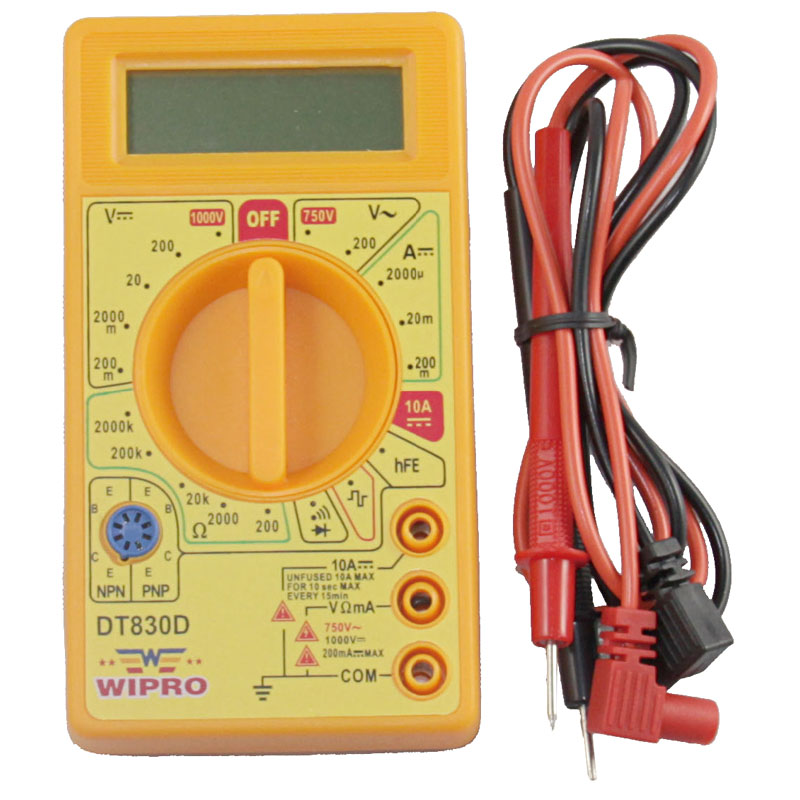 V⎓ 1000V OFF 750V V~
200 200
A⎓
20 2000µ
2000 m 20m
200 m 200 m
10A ⎓
2000k
200k hFE
20k 2000 200
Ω
E E
B B
C C
E E
NPN PNP
10A⎓
UNFUSED 10A MAX
FOR 10 sec MAX
EVERY 15min
VΩmA
750V~
1000V⎓
200mA⎓MAX
COM
DT830D
W
WIPRO
1000V C